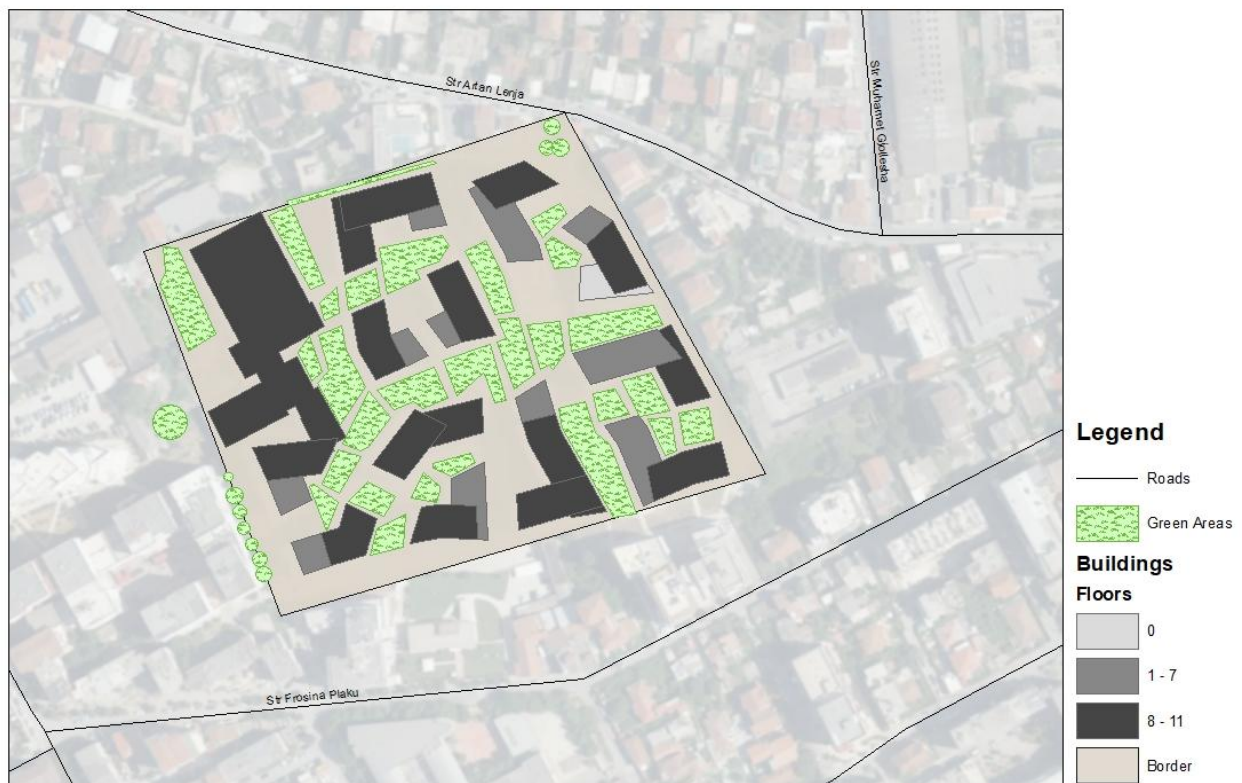 Str Artan Lenja
Str Muhamet Gjollesha
Str Frosina Plaku
Legend
Roads
Green Areas
Buildings
Floors
0
1 - 7
8 - 11
Border